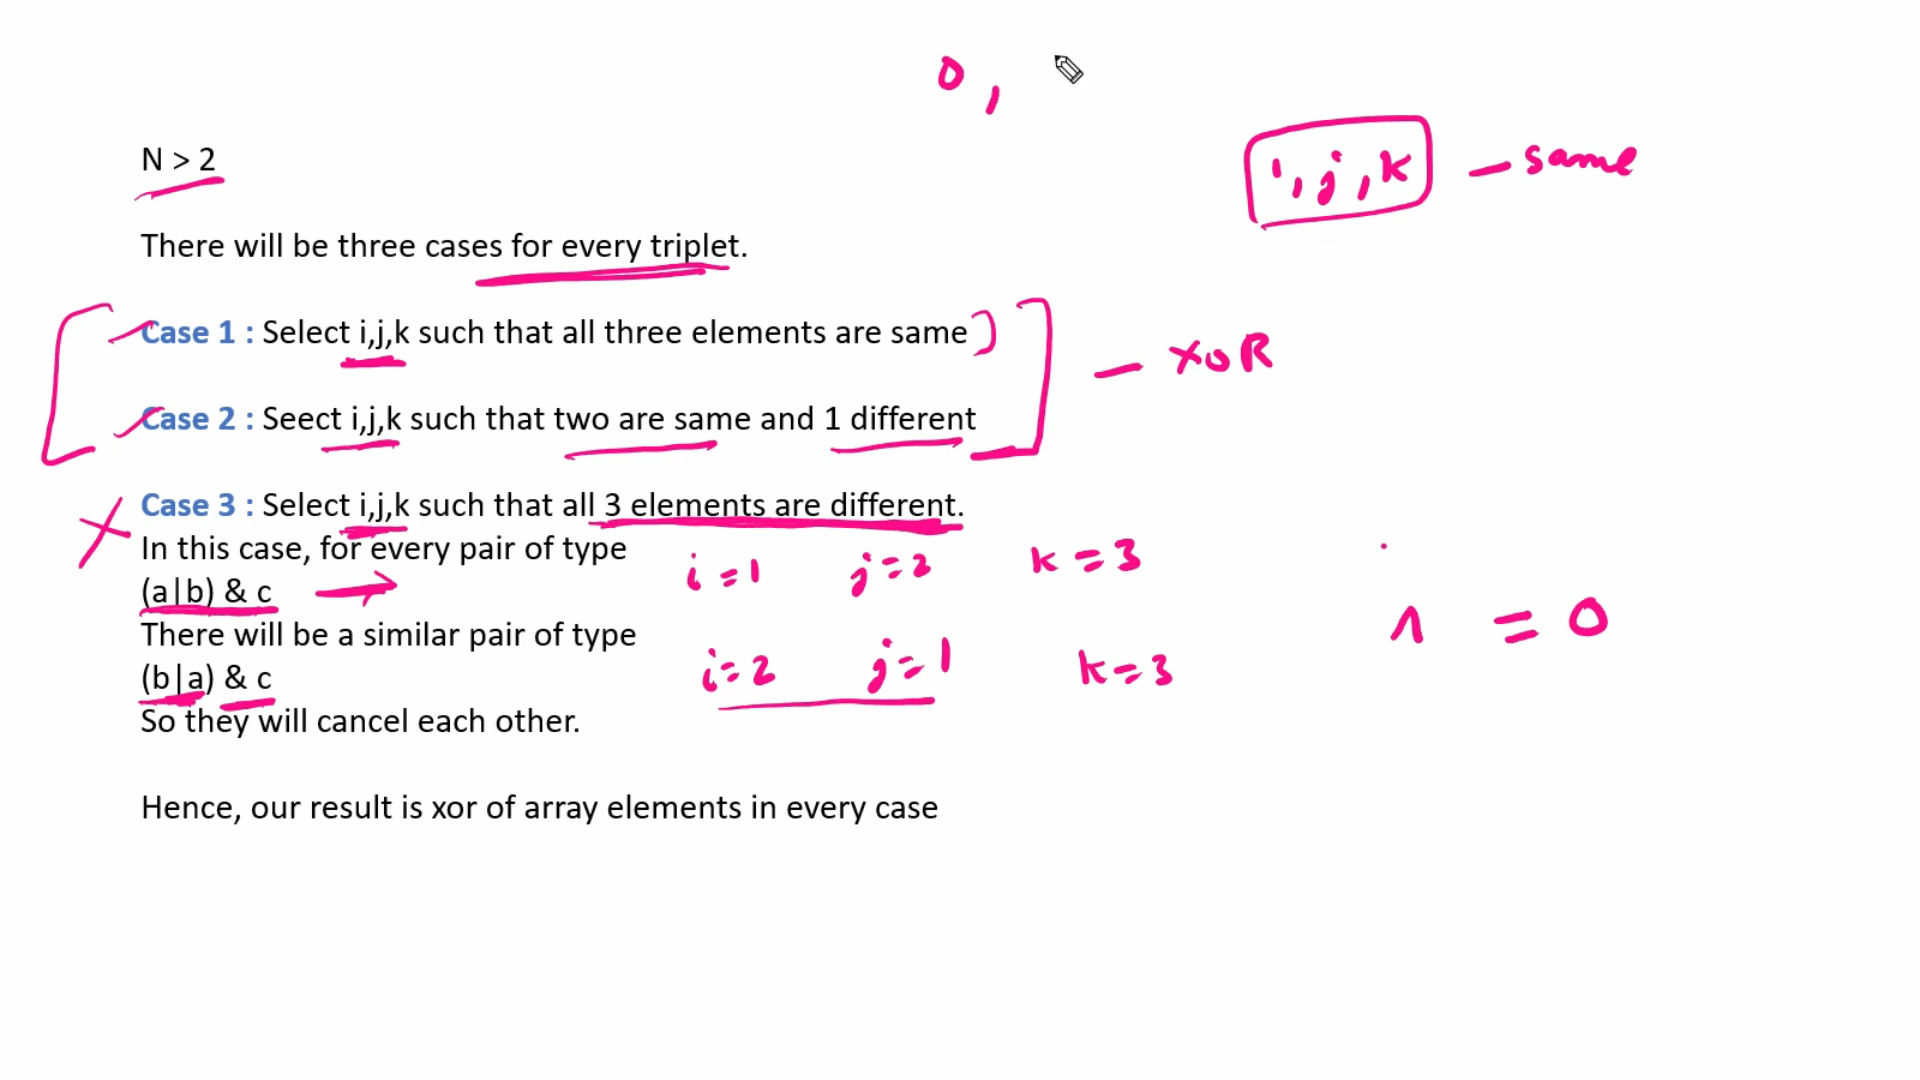 0 ,
N > 2
i, j, k - same
There will be three cases for every triplet.
Case 1 : Select i,j,k such that all three elements are same
- XOR
Case 2 : Seect i,j,k such that two are same and 1 different
Case 3 : Select i,j,k such that all 3 elements are different.
In this case, for every pair of type
i=1 j=2 k=3
(a|b) & c
= 0
There will be a similar pair of type
i=2 j=1 k=3
(b|a) & c
So they will cancel each other.
Hence, our result is xor of array elements in every case